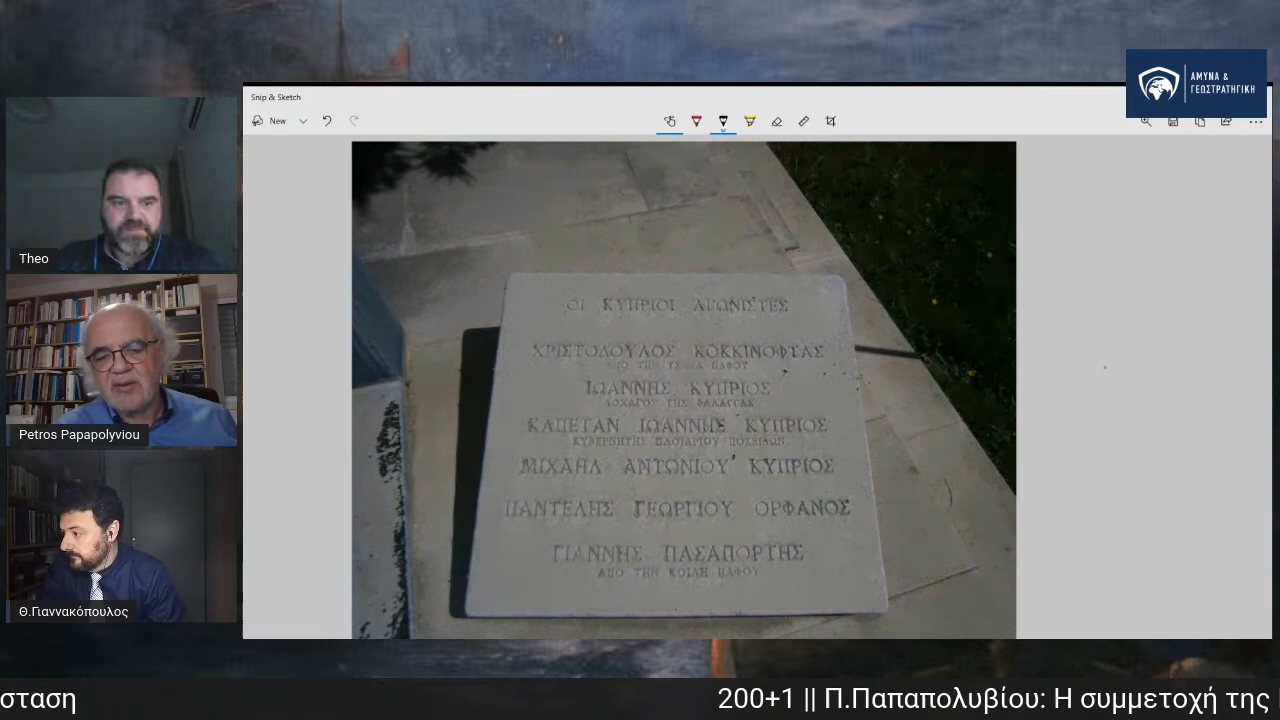 ΑΜΥΝΑ &
ΓΕΩΣΤΡΑΤΗΓΙΚΗ
Snip & Sketch
New
Theo
Petros Papapolyviou
Θ.Γιαννακόπουλος
ΟΙ ΚΥΠΡΙΟΙ ΑΓΩΝΙΣΤΕΣ
ΧΡΙΣΤΟΔΟΥΛΟΣ ΚΟΚΚΙΝΟΦΤΑΣ
ΑΠΟ ΤΗΝ ΠΑΦΟΥ
ΙΩΑΝΝΗΣ ΚΥΠΡΙΟΣ
ΛΟΧΑΓΟΣ ΤΗΣ ΦΑΛΑΓΓΑΣ
ΚΑΠΕΤΑΝ ΙΩΑΝΝΗΣ ΚΥΠΡΙΟΣ
ΚΥΒΕΡΝΗΤΗΣ ΠΛΟΙΑΡΙΟΥ ΠΟΣΕΙΔΩΝ
ΜΙΧΑΗΛ ΑΝΤΩΝΙΟΥ ΚΥΠΡΙΟΣ
ΠΑΝΤΕΛΗΣ ΓΕΩΡΓΙΟΥ ΟΡΦΑΝΟΣ
ΓΙΑΝΝΗΣ ΠΑΣΑΠΟΡΤΗΣ
ΑΠΟ ΤΗΝ ΚΟΙΛΗ ΠΑΦΟΥ
σταση 200+1 || Π.Παπαπολυβίου: Η συμμετοχή της